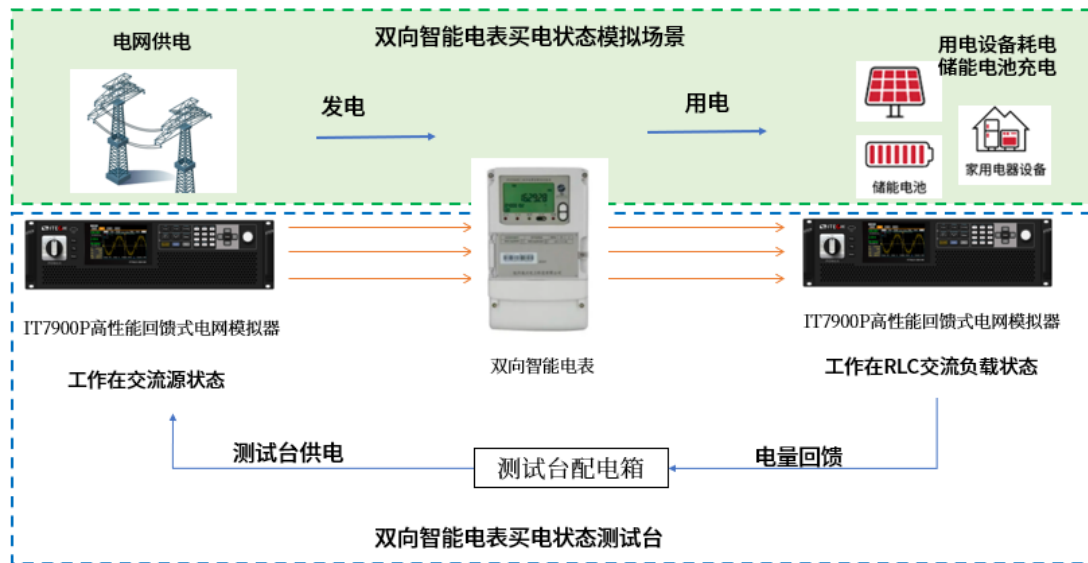 双向智能电表买电状态模拟场景
电网供电
用电设备耗电
储能电池充电
发电
用电
储能电池
家用电器设备
ITECH
ITECH
IT7900P高性能回馈式电网模拟器
双向智能电表
IT7900P高性能回馈式电网模拟器
工作在交流源状态
工作在RLC交流负载状态
测试台供电
测试台配电箱
电量回馈
双向智能电表买电状态测试台